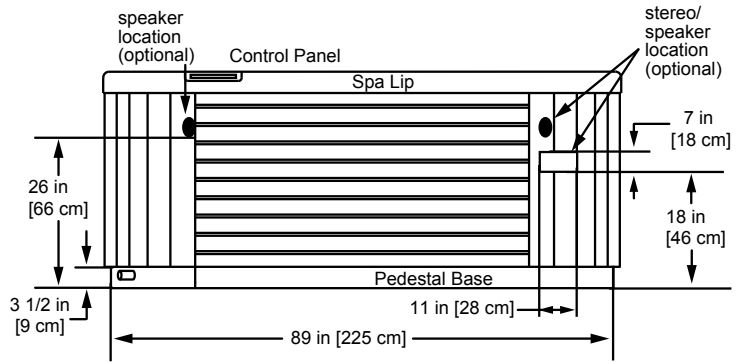 speaker
location
(optional)
Control Panel
stereo/
speaker
location
(optional)
Spa Lip
7 in
[18 cm]
26 in
[66 cm]
18 in
[46 cm]
Pedestal Base
3 1/2 in
[9 cm]
11 in [28 cm]
89 in [225 cm]